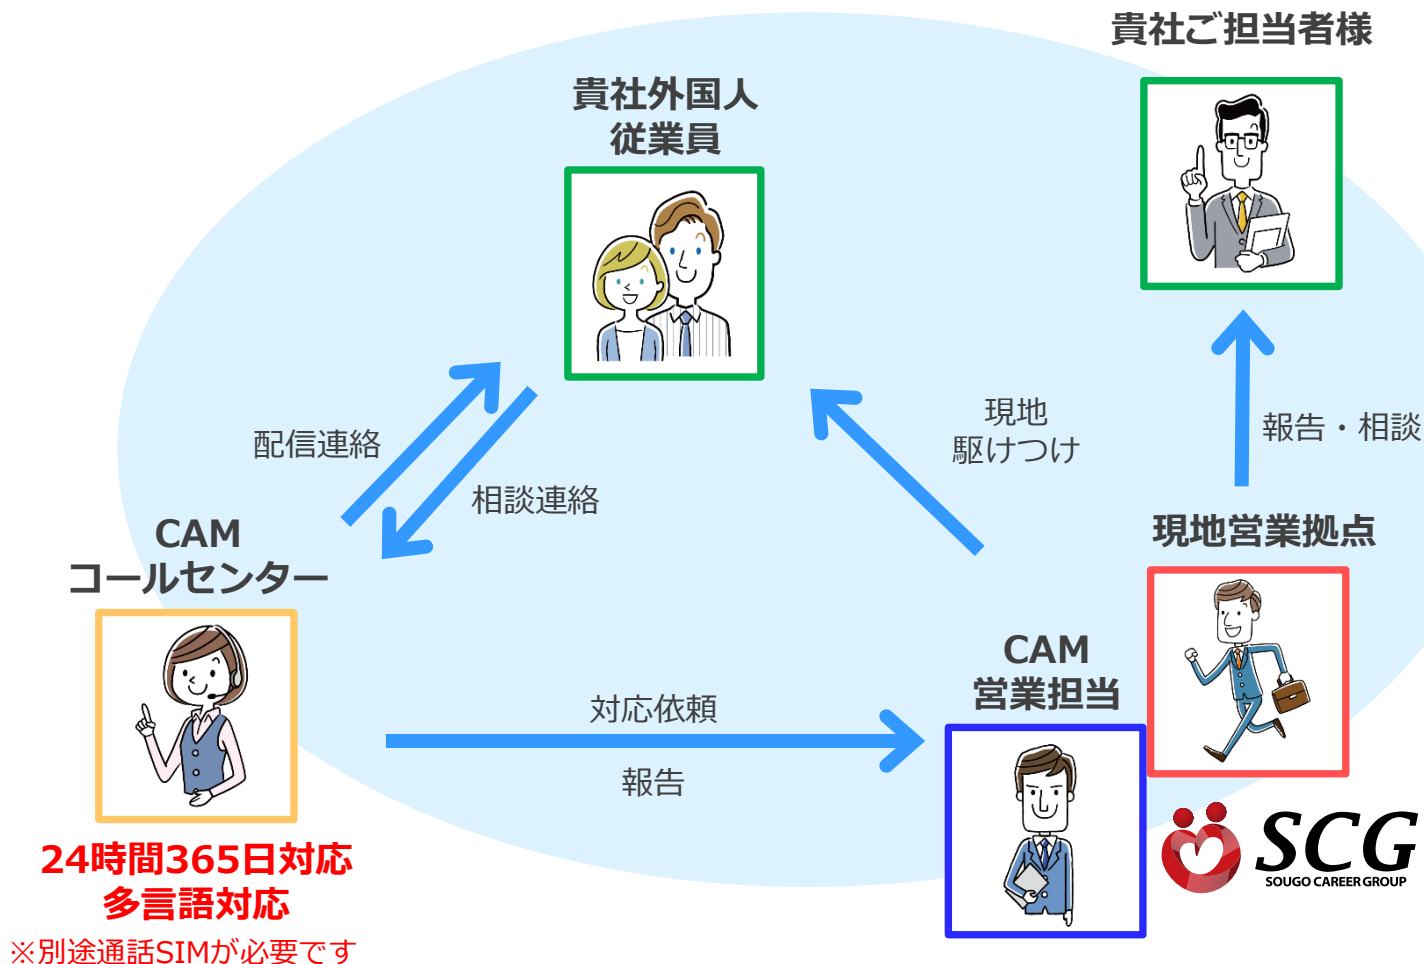 貴社ご担当者様
貴社外国人
従業員
配信連絡
相談連絡
現地
駆けつけ
報告・相談
CAM
コールセンター
現地営業拠点
CAM
営業担当
対応依頼
報告
24時間365日対応
多言語対応
※別途通話SIMが必要です
SCG
SOUGO CAREER GROUP